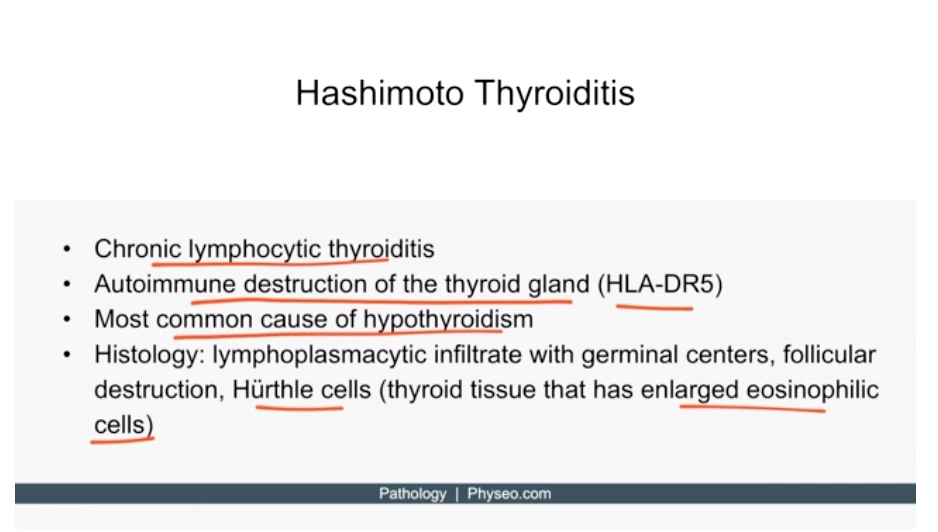 Hashimoto Thyroiditis
• Chronic lymphocytic thyroiditis
• Autoimmune destruction of the thyroid gland (HLA-DR5)
• Most common cause of hypothyroidism
• Histology: lymphoplasmacytic infiltrate with germinal centers, follicular
destruction, Hürthle cells (thyroid tissue that has enlarged eosinophilic
cells)
Pathology | Physeo.com